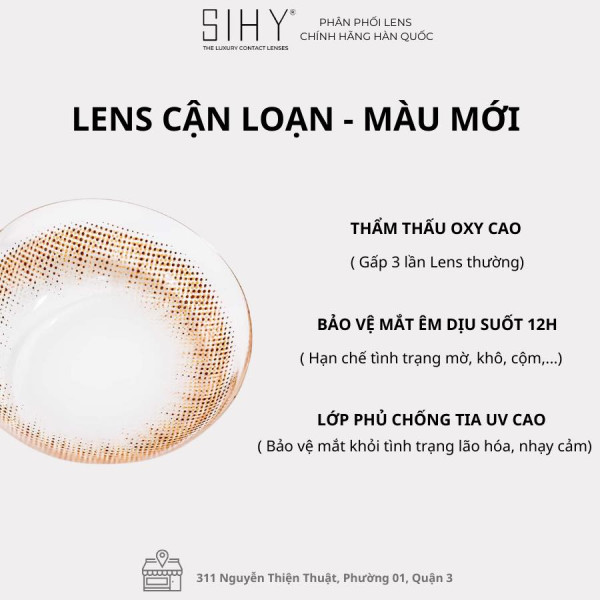 SIHY®
THE LUXURY CONTACT LENSES
PHÂN PHỐI LENS
CHÍNH HÃNG HÀN QUỐC
LENS CẬN LOẠN - MÀU MỚI
THẨM THẤU OXY CAO
( Gấp 3 lần Lens thường)
BẢO VỆ MẮT ÊM DỊU SUỐT 12H
( Hạn chế tình trạng mờ, khô, cộm,...)
LỚP PHỦ CHỐNG TIA UV CAO
( Bảo vệ mắt khỏi tình trạng lão hóa, nhạy cảm)
311 Nguyễn Thiện Thuật, Phường 01, Quận 3